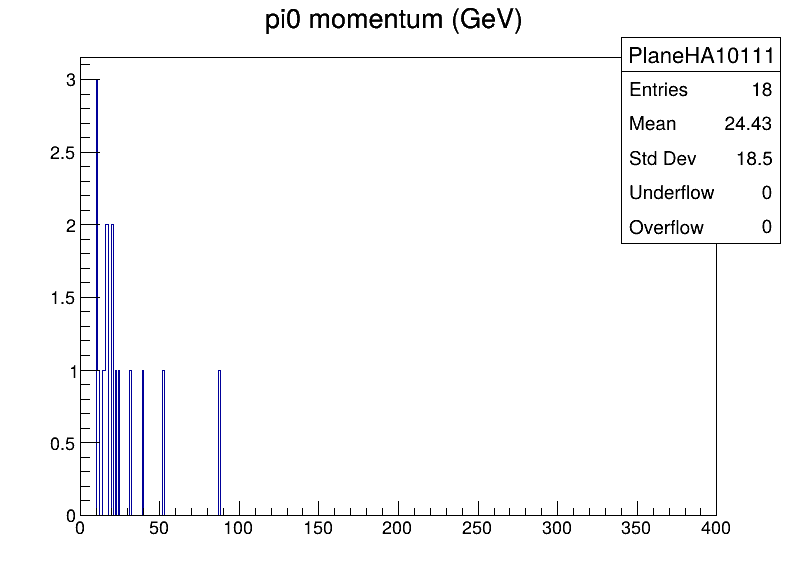 pi0 momentum (GeV)
PlaneHA10111
Entries 18
Mean 24.43
Std Dev 18.5
Underflow 0
Overflow 0
3
2.5
2
1.5
1
0.5
0
0 50 100 150 200 250 300 350 400